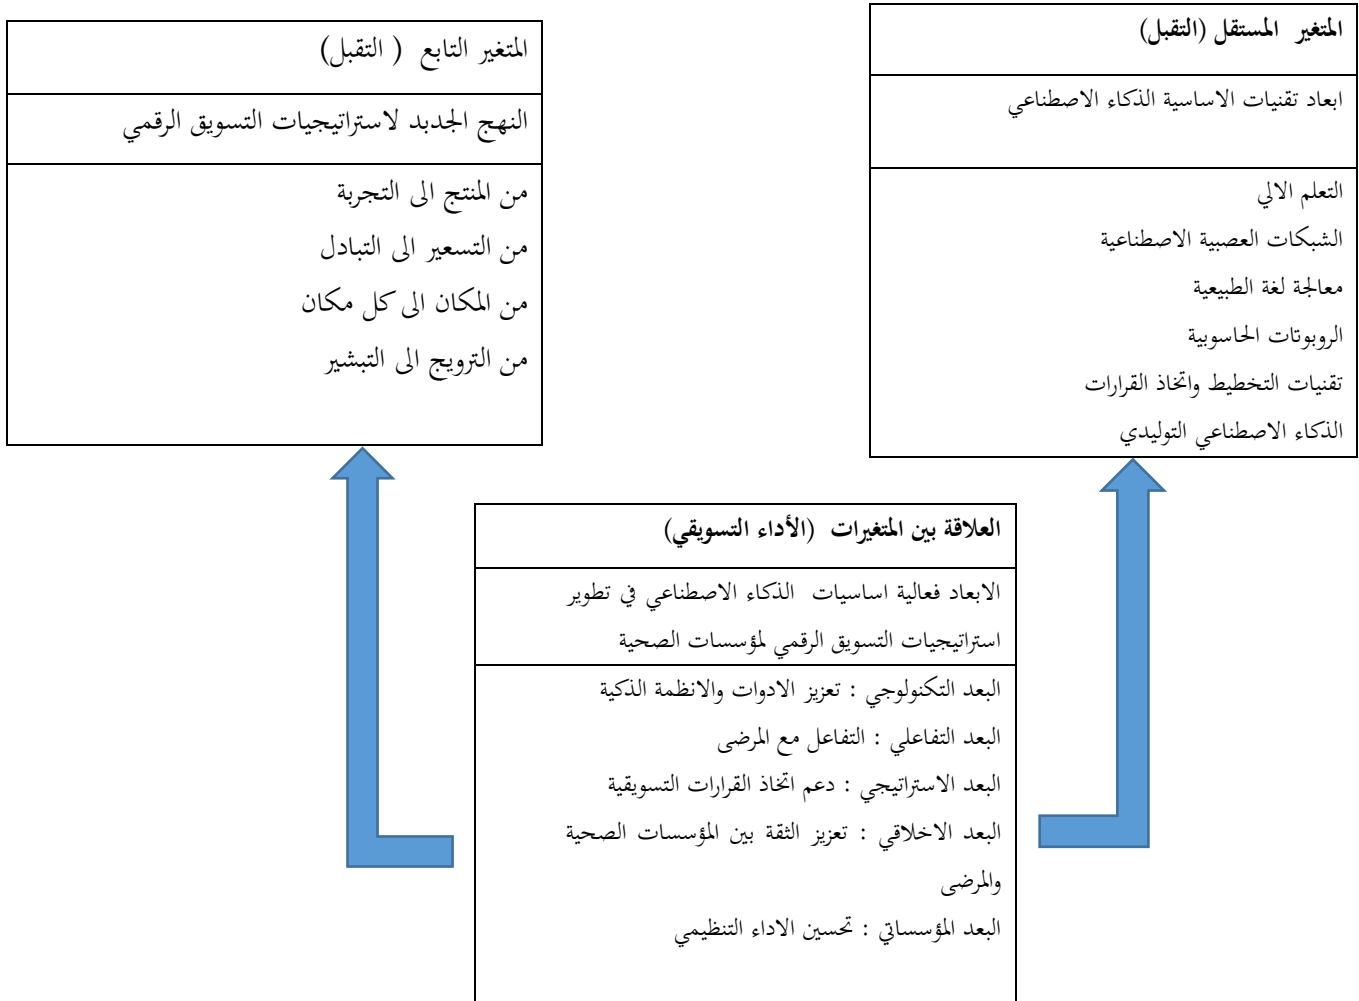 المتغير المستقل (التقبل)
ابعاد تقنيات الاساسية الذكاء الاصطناعي
التعلم الالي
الشبكات العصبية الاصطناعية
معالجة لغة الطبيعية
الروبوتات الحاسوبية
تقنيات التخطيط واتخاذ القرارات
الذكاء الاصطناعي التوليدي
المتغير التابع ( التقبل)
النهج الجدبد لاستراتيجيات التسويق الرقمي
من المنتج الى التجربة
من التسعير الى التبادل
من المكان الى كل مكان
من الترويج الى التبشير
العلاقة بين المتغيرات (الأداء التسويقي)
الابعاد فعالية اساسيات الذكاء الاصطناعي في تطوير
استراتيجيات التسويق الرقمي لمؤسسات الصحية
البعد التكنولوجي : تعزيز الادوات والانظمة الذكية
البعد التفاعلي : التفاعل مع المرضى
البعد الاستراتيجي : دعم اتخاذ القرارات التسويقية
البعد الاخلاقي : تعزيز الثقة بين المؤسسات الصحية
والمرضى
البعد المؤسساتي : تحسين الاداء التنظيمي